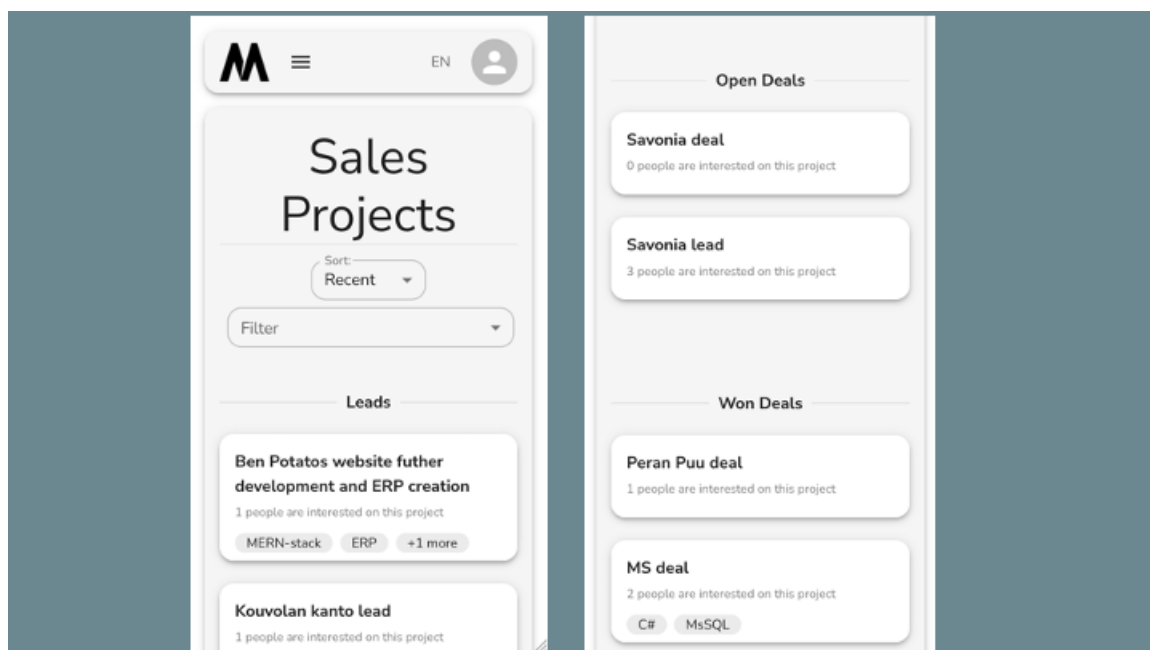 EN
Sales
Projects
Sort:
Recent
Filter
Leads
Ben Potatos website futher
development and ERP creation
1 people are interested on this project
MERN-stack ERP +1 more
Kouvolan kanto lead
1 people are interested on this project
Open Deals
Savonia deal
0 people are interested on this project
Savonia lead
3 people are interested on this project
Won Deals
Peran Puu deal
1 people are interested on this project
MS deal
2 people are interested on this project
C# MsSQL